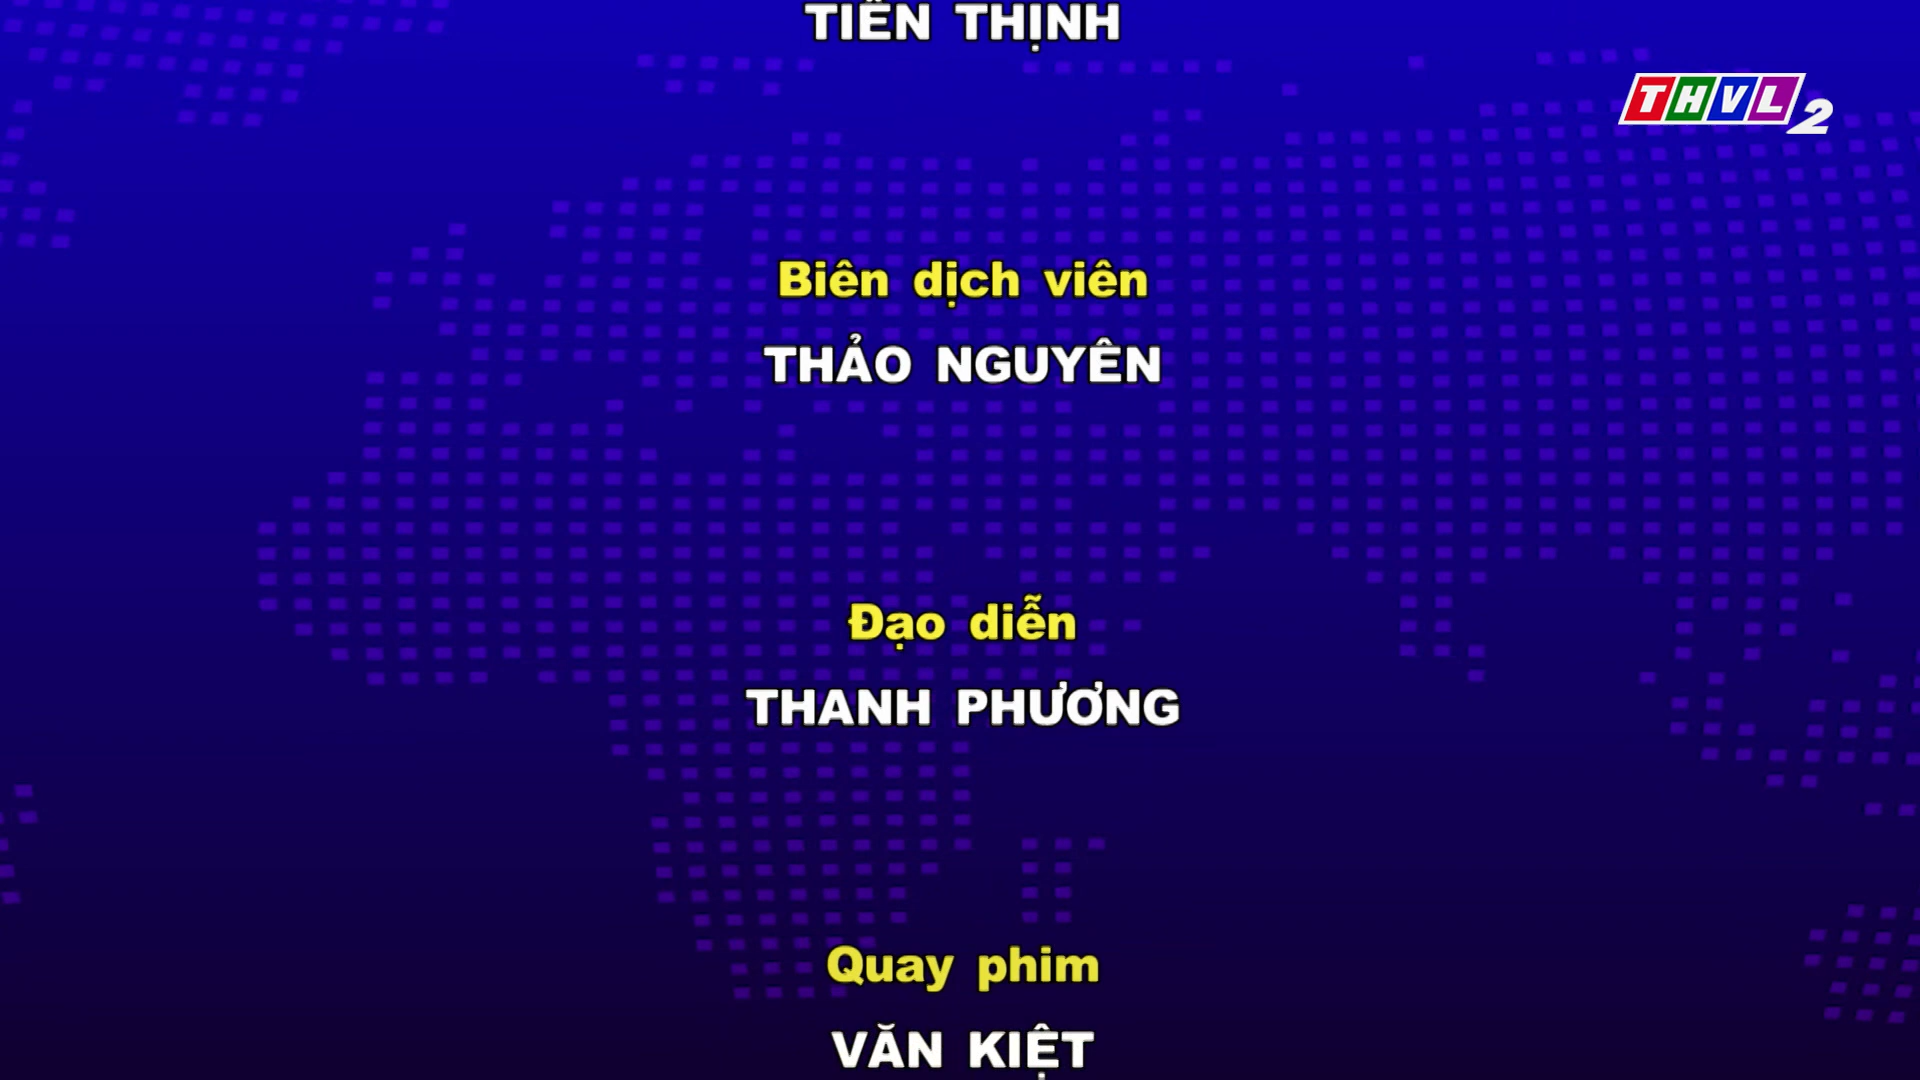 TIẾN THỊNH
THVL2
Biên dịch viên
THẢO NGUYÊN
Đạo diễn
THANH PHƯƠNG
Quay phim
VĂN KIỆT